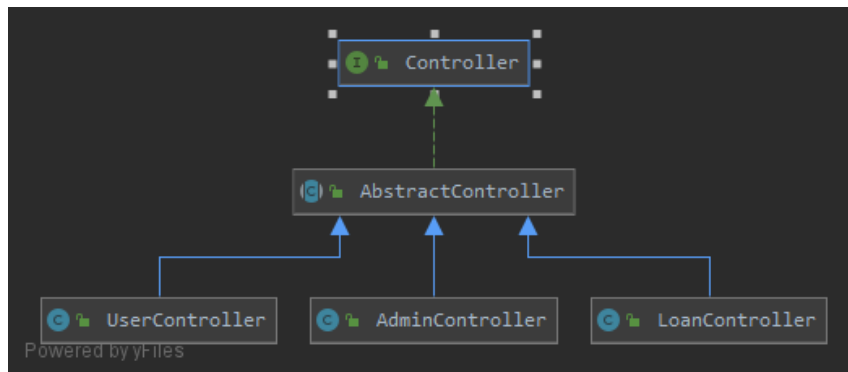 I Controller
C AbstractController
C UserController
C AdminController
C LoanController
Powered by yFiles